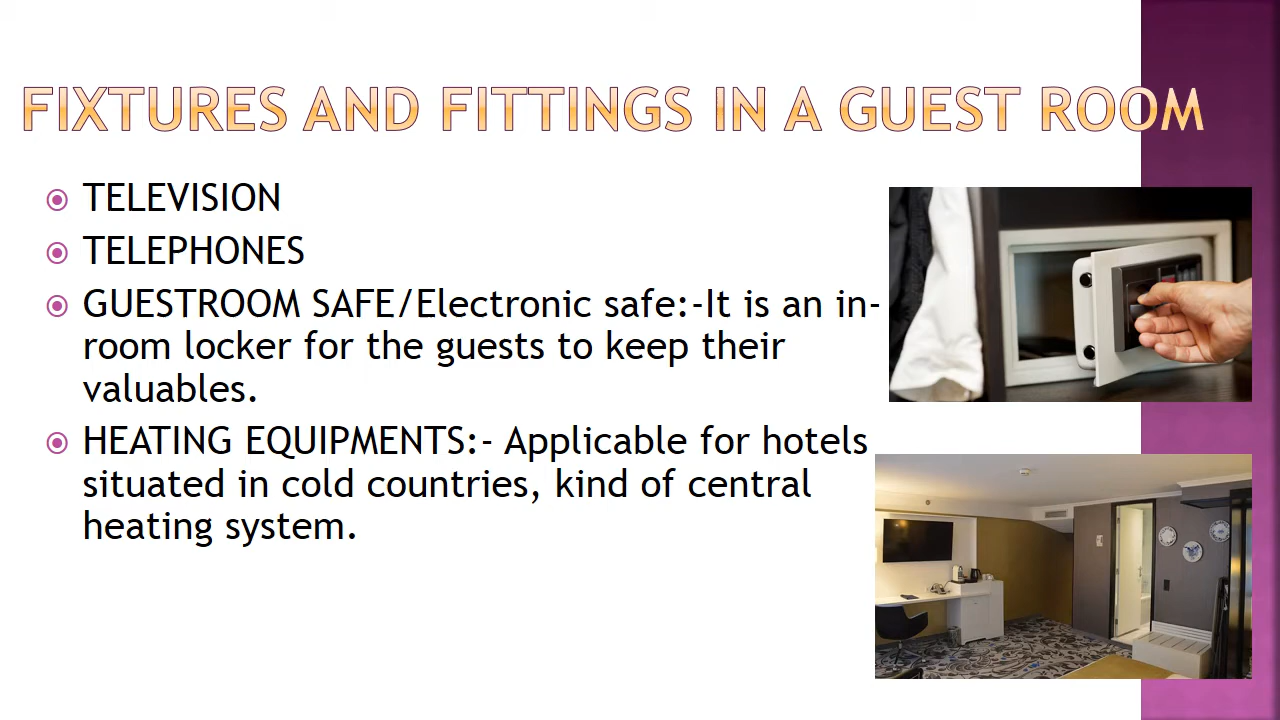 FIXTURES AND FITTINGS IN A GUEST ROOM
TELEVISION
TELEPHONES
GUESTROOM SAFE/Electronic safe:-It is an in-
room locker for the guests to keep their
valuables.
HEATING EQUIPMENTS:- Applicable for hotels
situated in cold countries, kind of central
heating system.